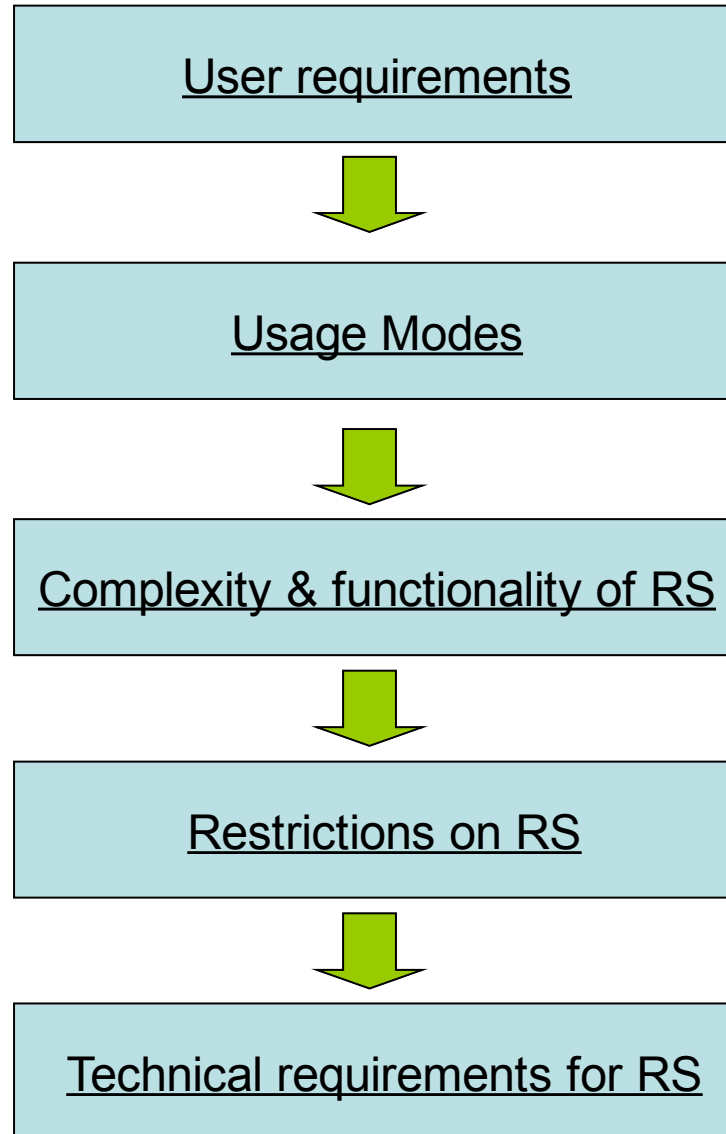 User requirements
Usage Modes
Complexity & functionality of RS
Restrictions on RS
Technical requirements for RS